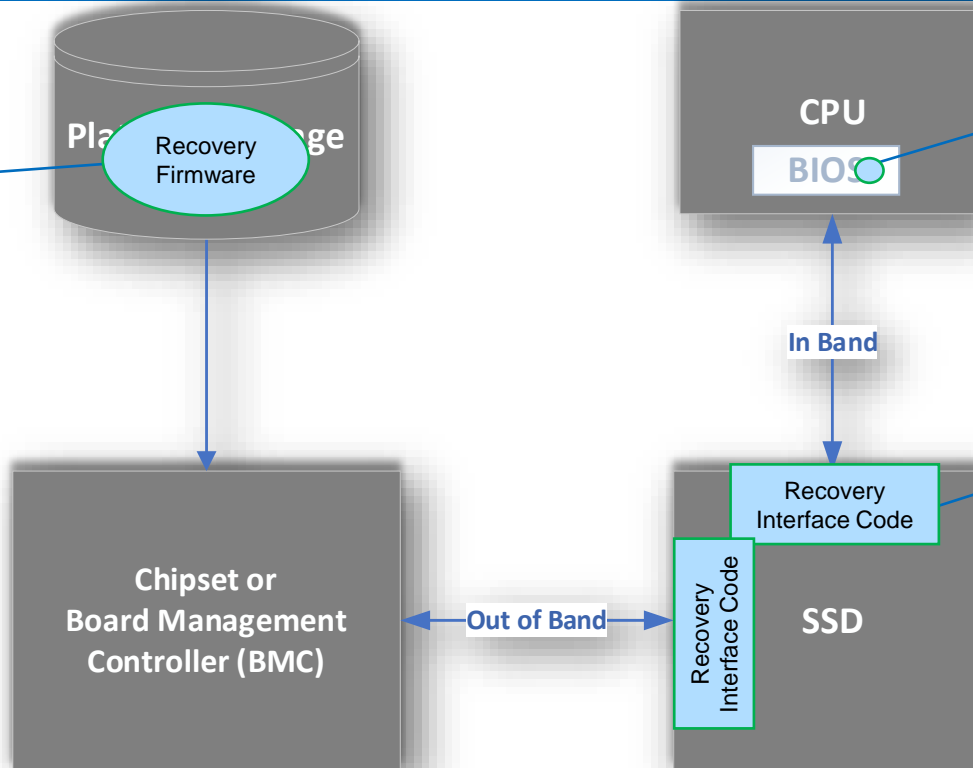 Recovery
Firmware
CPU
BIOS
In Band
Recovery
Interface Code
Chipset or
Board Management
Controller (BMC)
Out of Band
Recovery
Interface Code
SSD